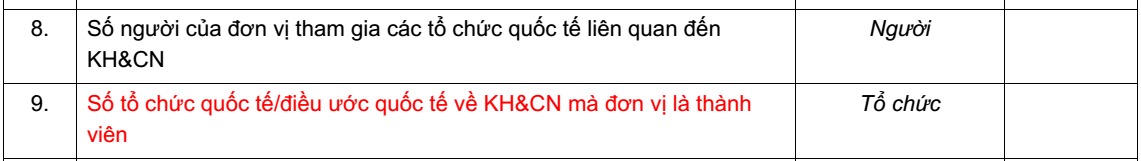 8. Số người của đơn vị tham gia các tổ chức quốc tế liên quan đến Người
KH&CN
9. Số tổ chức quốc tế/điều ước quốc tế về KH&CN mà đơn vị là thành Tổ chức
viên